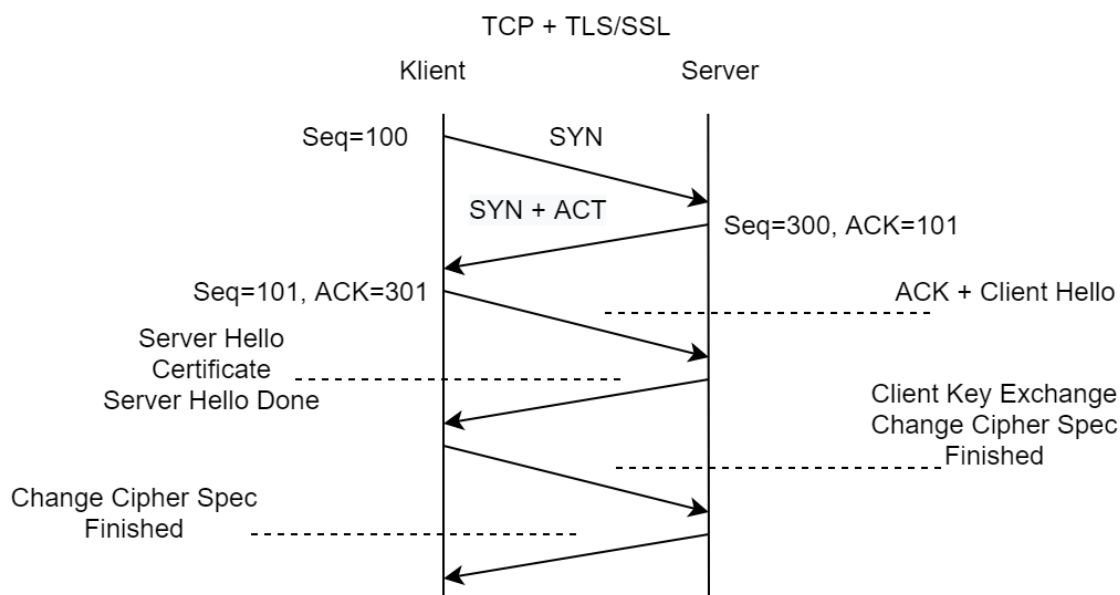 TCP + TLS/SSL
Klient
Server
Seq=100
SYN
SYN + ACT
Seq=300, ACK=101
Seq=101, ACK=301
ACK + Client Hello
Server Hello
Certificate
Server Hello Done
Client Key Exchange
Change Cipher Spec
Finished
Change Cipher Spec
Finished